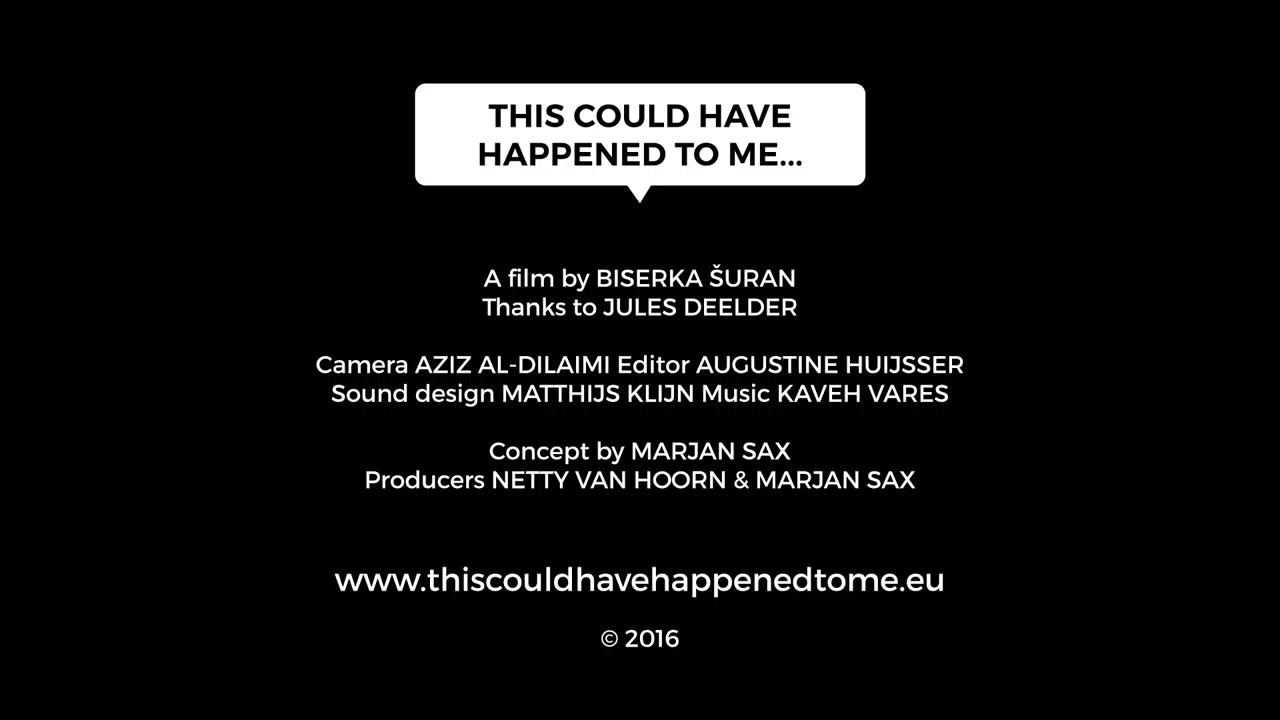 THIS COULD HAVE
HAPPENED TO ME...
A film by BISERKA ŠURAN
Thanks to JULES DEELDER
Camera AZIZ AL-DILAIMI Editor AUGUSTINE HUIJSSER
Sound design MATTHIJS KLIJN Music KAVEH VARES
Concept by MARJAN SAX
Producers NETTY VAN HOORN & MARJAN SAX
www.thiscouldhavehappenedtome.eu
© 2016